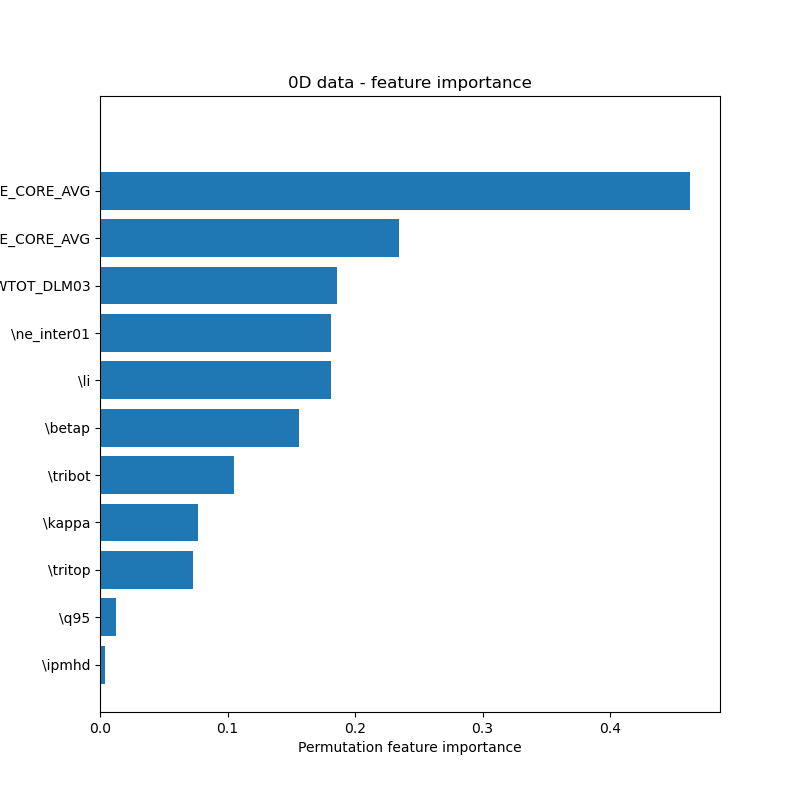 0D data - feature importance
E_CORE_AVG
E_CORE_AVG
WTOT_DLM03
\ne_inter01
\li
\betap
\tribot
\kappa
\tritop
\q95
\ipmhd
0.0 0.1 0.2 0.3 0.4
Permutation feature importance